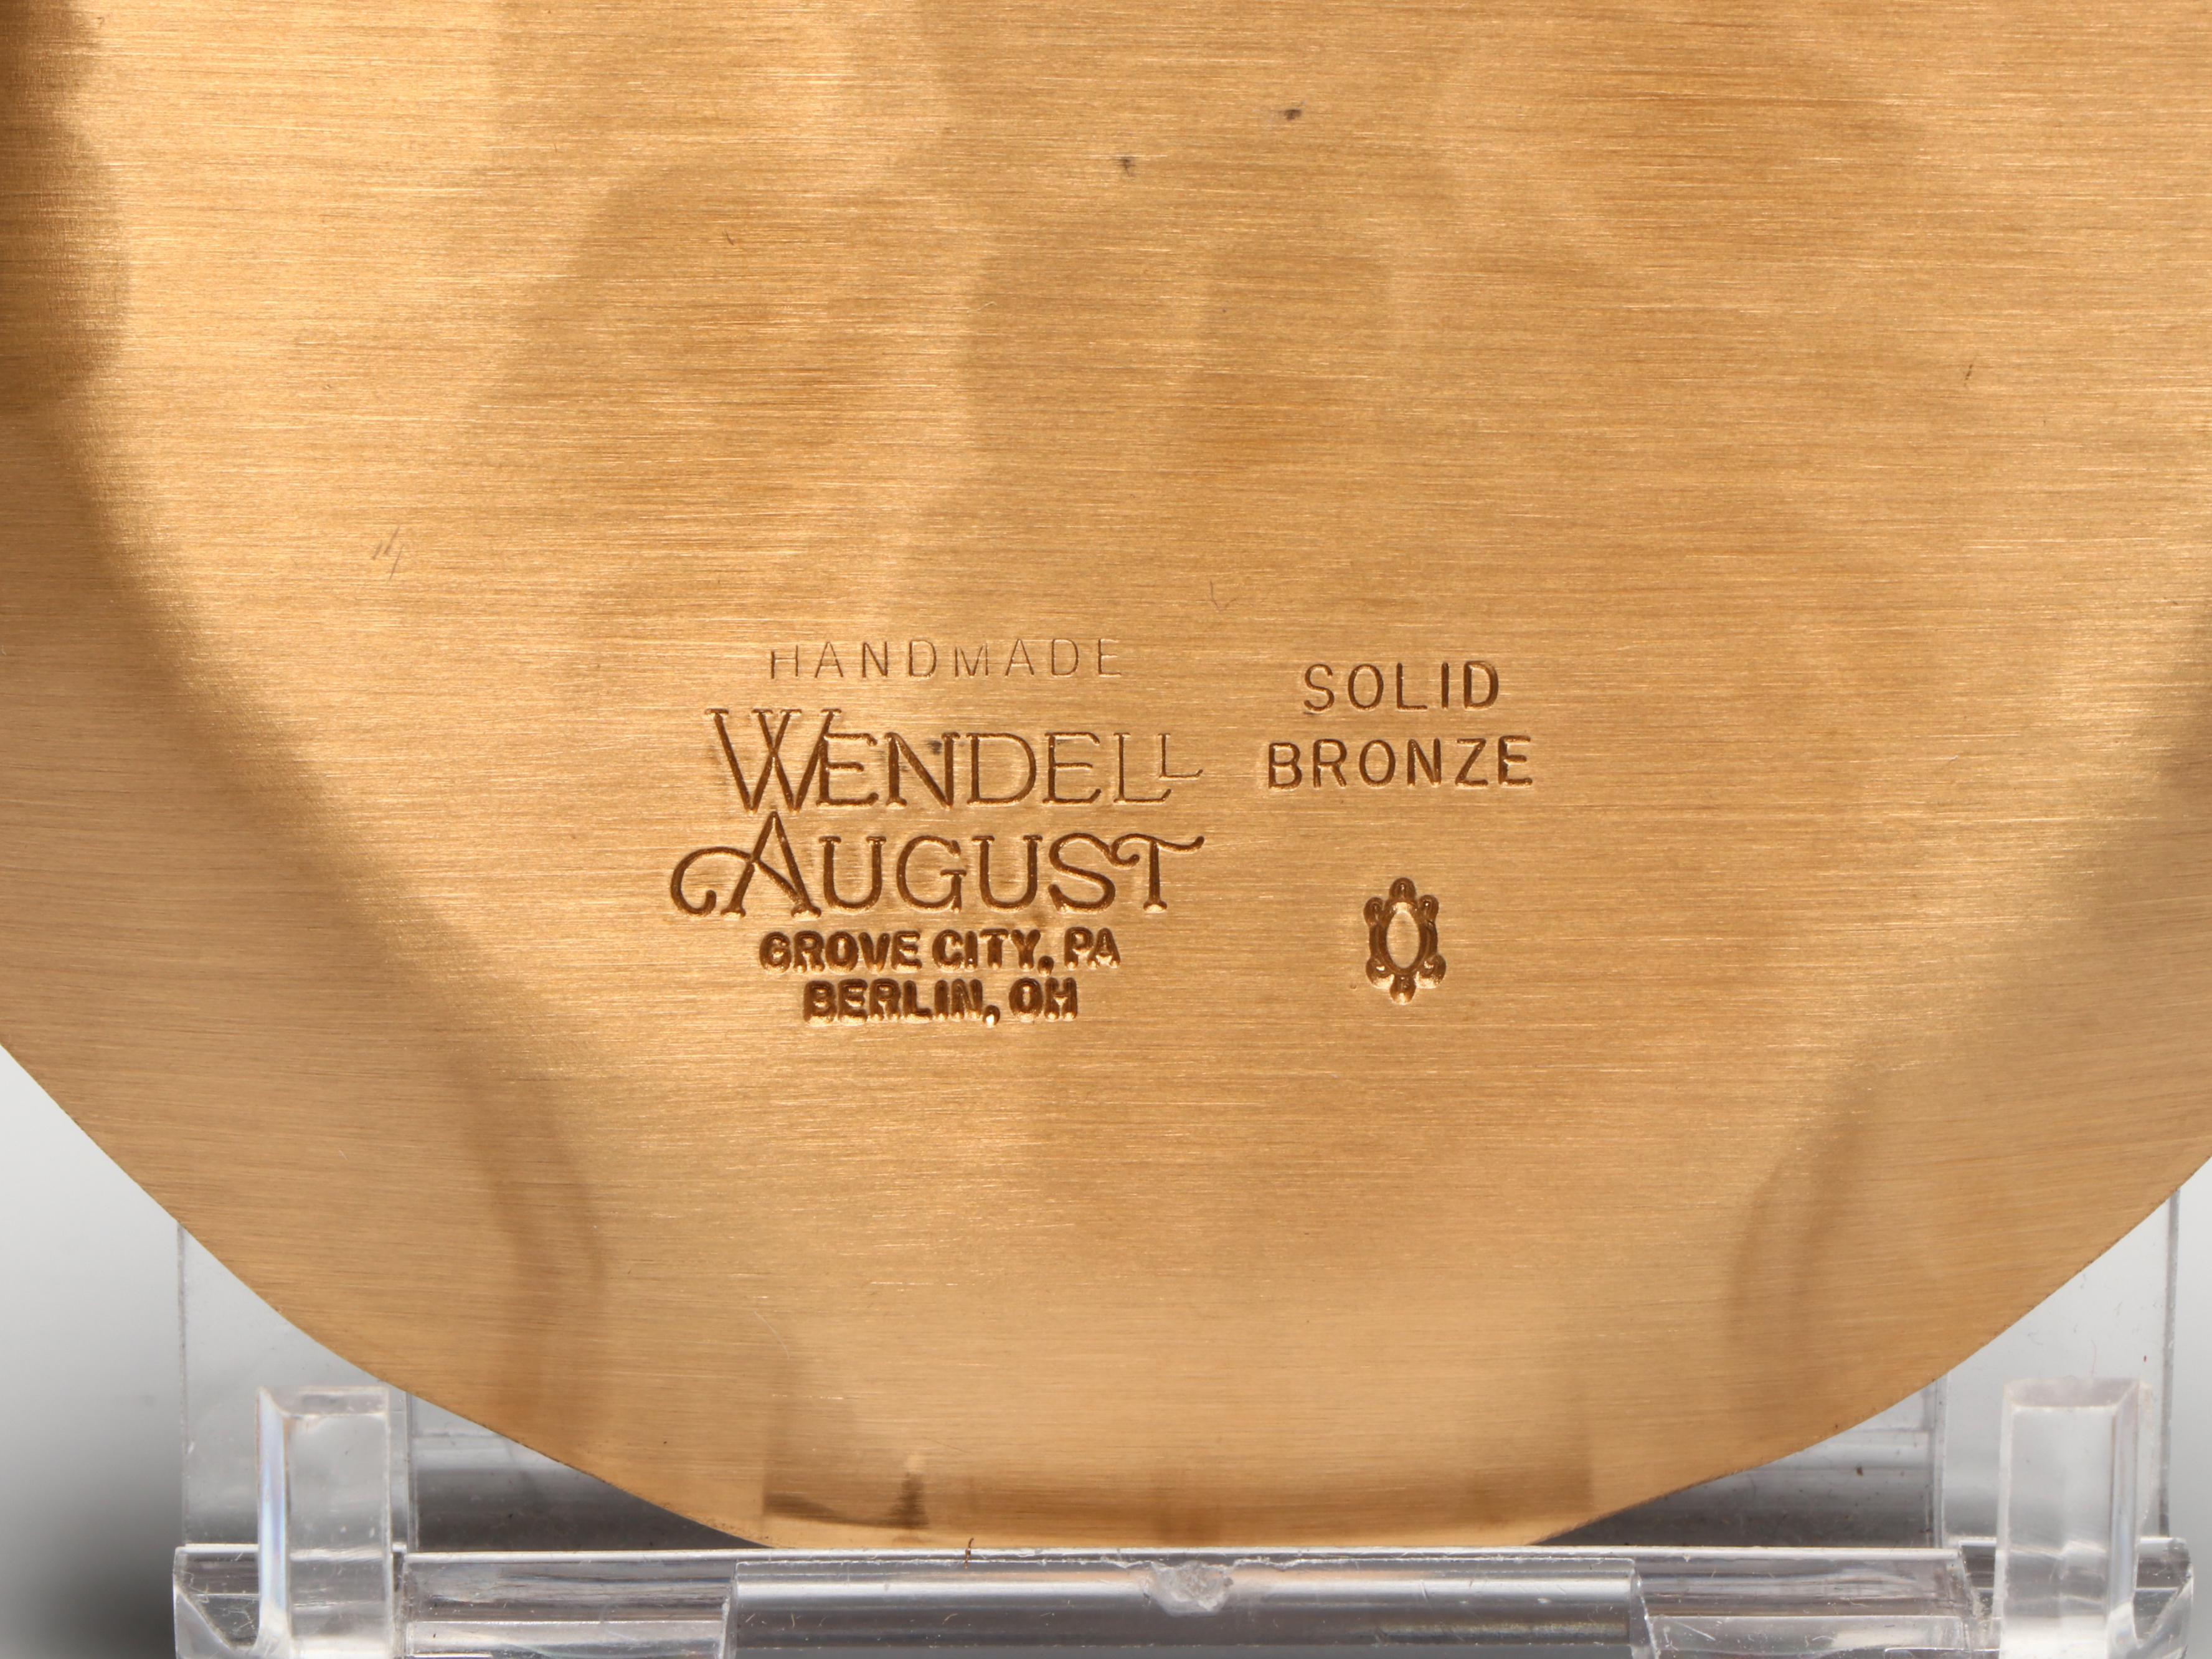 HANDMADE
WENDELL
AUGUST
GROVE CITY, PA
BERLIN, OH
SOLID
BRONZE